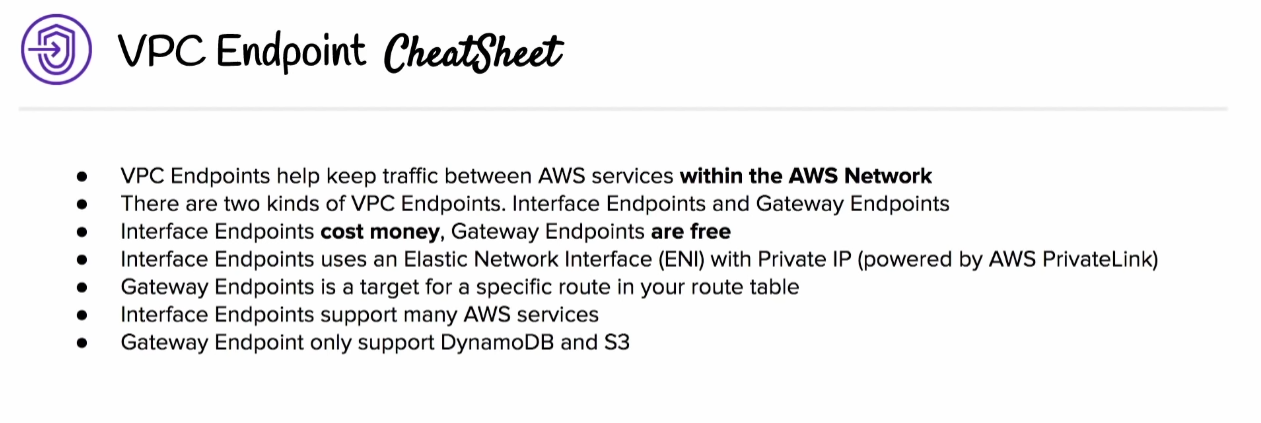 VPC Endpoint CheatSheet
● VPC Endpoints help keep traffic between AWS services within the AWS Network
● There are two kinds of VPC Endpoints. Interface Endpoints and Gateway Endpoints
● Interface Endpoints cost money, Gateway Endpoints are free
● Interface Endpoints uses an Elastic Network Interface (ENI) with Private IP (powered by AWS PrivateLink)
● Gateway Endpoints is a target for a specific route in your route table
● Interface Endpoints support many AWS services
● Gateway Endpoint only support DynamoDB and S3